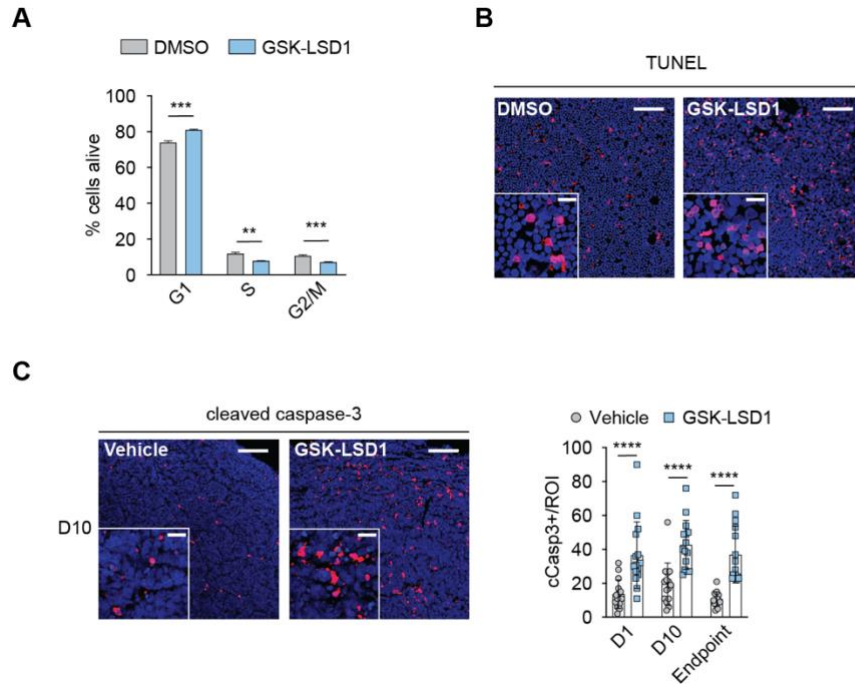 A
DMSO GSK-LSD1
% cells alive
100
80
60
40
20
0
***
**
***
G1 S G2/M
B
TUNEL
DMSO GSK-LSD1
C
cleaved caspase-3
Vehicle GSK-LSD1
D10
Vehicle GSK-LSD1
cCasp3+/ROI
100
80
60
40
20
0
**** **** ****
D1 D10 Endpoint